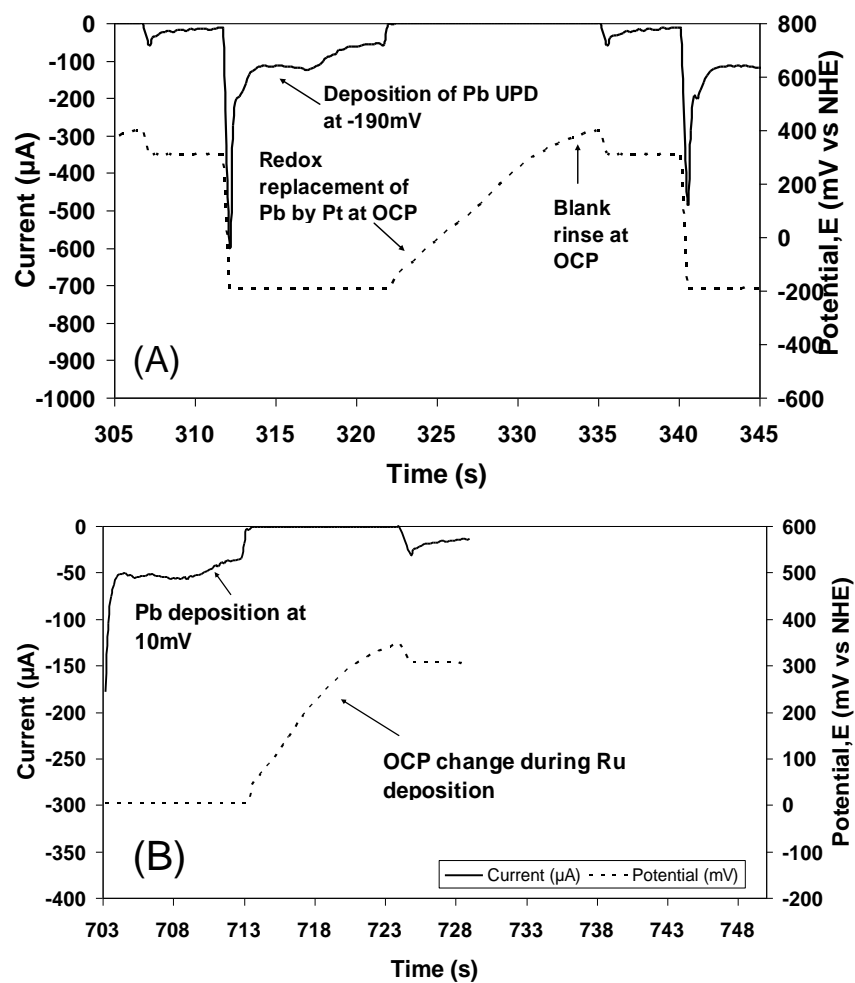 0
-100
-200
-300
-400
-500
-600
-700
-800
-900
-1000
Current (µA)
800
600
400
200
0
-200
-400
-600
Potential,E (mV vs NHE)
Deposition of Pb UPD
at -190mV
Redox
replacement of
Pb by Pt at OCP
Blank
rinse at
OCP
(A)
305 310 315 320 325 330 335 340 345
Time (s)
0
-50
-100
-150
-200
-250
-300
-350
-400
Current (µA)
600
500
400
300
200
100
0
-100
-200
Potential,E (mV vs NHE)
Pb deposition at
10mV
OCP change during Ru
deposition
(B)
Current (µA) Potential (mV)
703 708 713 718 723 728 733 738 743 748
Time (s)